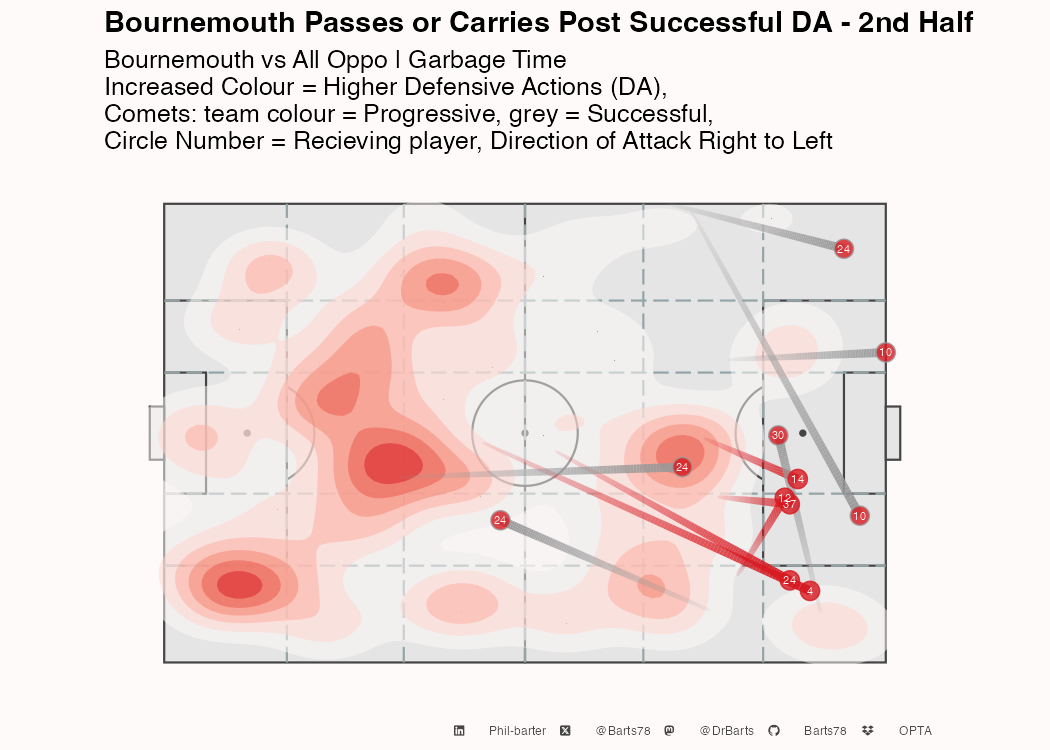 Bournemouth Passes or Carries Post Successful DA - 2nd Half
Bournemouth vs All Oppo | Garbage Time
Increased Colour = Higher Defensive Actions (DA),
Comets: team colour = Progressive, grey = Successful,
Circle Number = Recieving player, Direction of Attack Right to Left
24
10
30
24
14
12
37
10
24
24
4
Phil-barter @Barts78 @DrBarts Barts78 OPTA